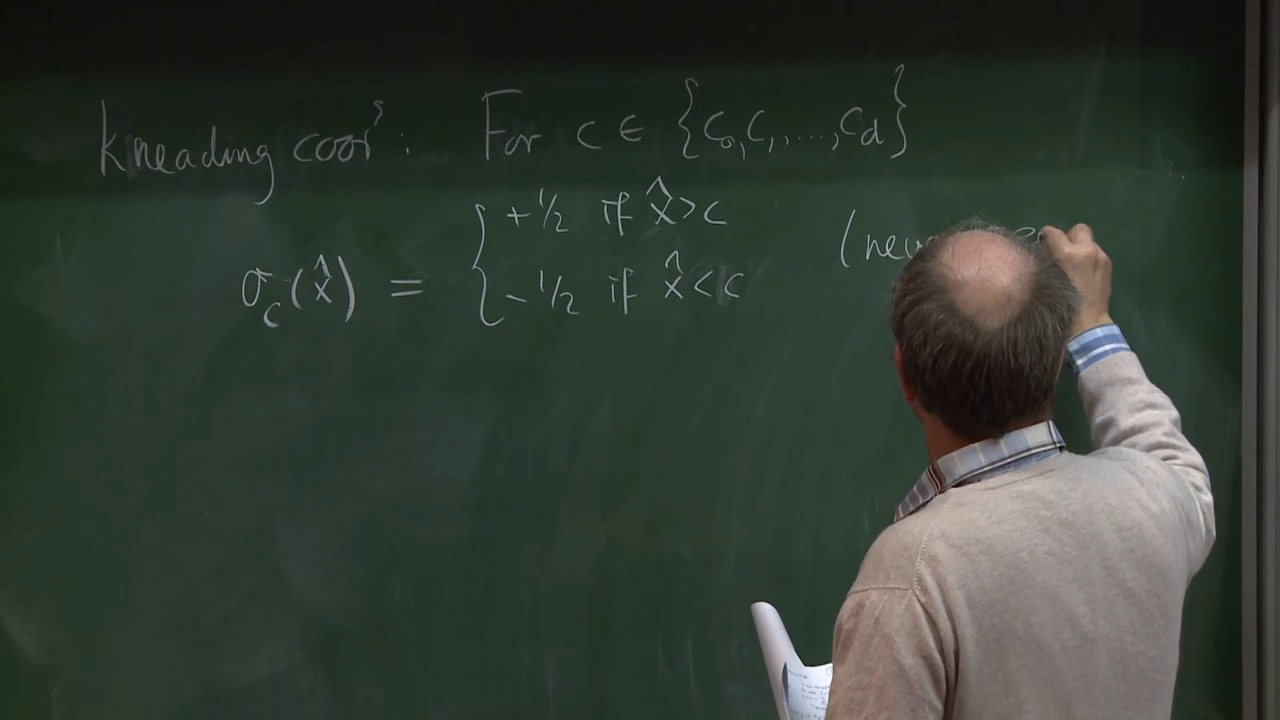 kneading coor^s : For c ∈ {c₀, c₁, ..., c_d}
σ_c(x̂) = { +1/2 if x̂ > c
− 1/2 if x̂ < c